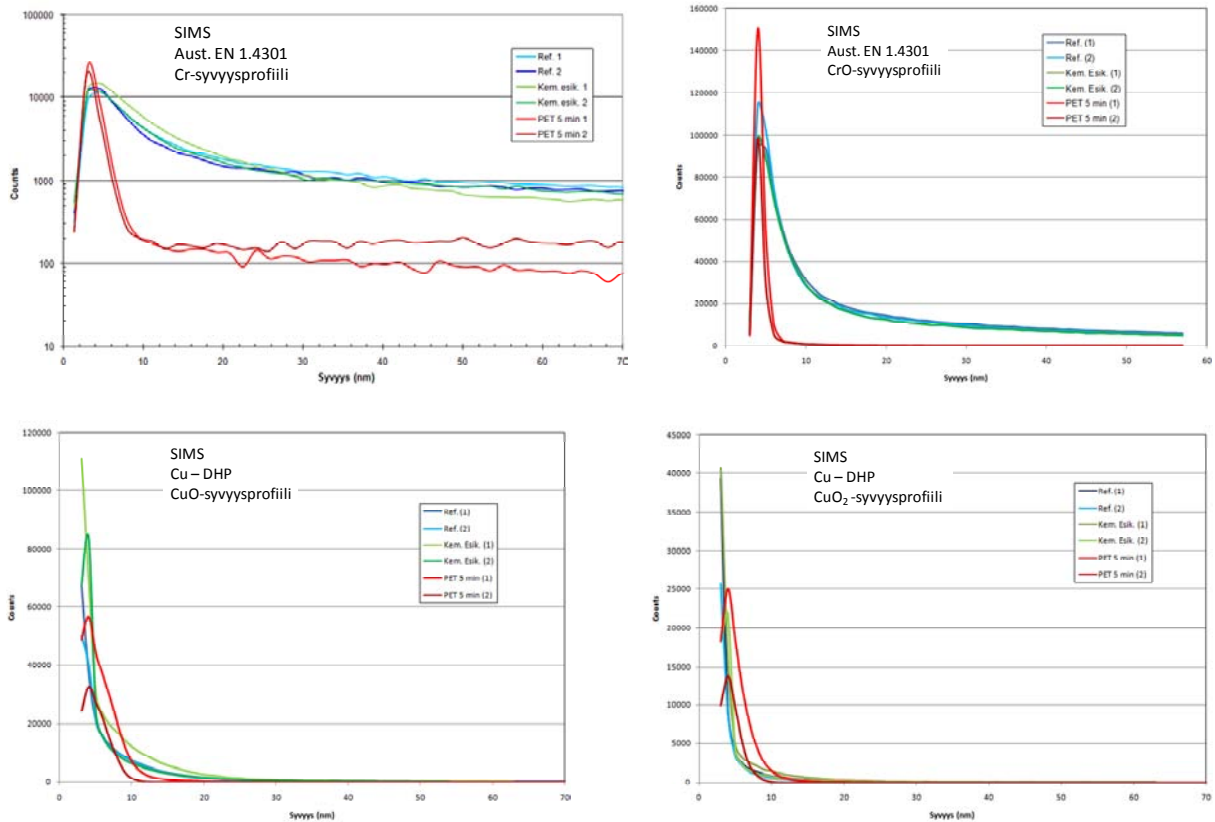 SIMS
Aust. EN 1.4301
Cr-syvyysprofiili
100000
10000
1000
100
10
Counts
0 10 20 30 40 50 60 70
Syvyys (nm)
Ref. 1
Ref. 2
Kem. esik. 1
Kem. esik. 2
PET 5 min 1
PET 5 min 2
SIMS
Aust. EN 1.4301
CrO-syvyysprofiili
160000
140000
120000
100000
80000
60000
40000
20000
0
Counts
0 10 20 30 40 50 60
Syvyys (nm)
Ref. (1)
Ref. (2)
Kem. Esik. (1)
Kem. Esik. (2)
PET 5 min (1)
PET 5 min (2)
SIMS
Cu – DHP
CuO-syvyysprofiili
120000
100000
80000
60000
40000
20000
0
Counts
0 10 20 30 40 50 60 70
Syvyys (nm)
Ref. (1)
Ref. (2)
Kem. Esik. (1)
Kem. Esik. (2)
PET 5 min (1)
PET 5 min (2)
SIMS
Cu – DHP
CuO₂ -syvyysprofiili
45000
40000
35000
30000
25000
20000
15000
10000
5000
0
Counts
0 10 20 30 40 50 60 70
Syvyys (nm)
Ref. (1)
Ref. (2)
Kem. Esik. (1)
Kem. Esik. (2)
PET 5 min (1)
PET 5 min (2)